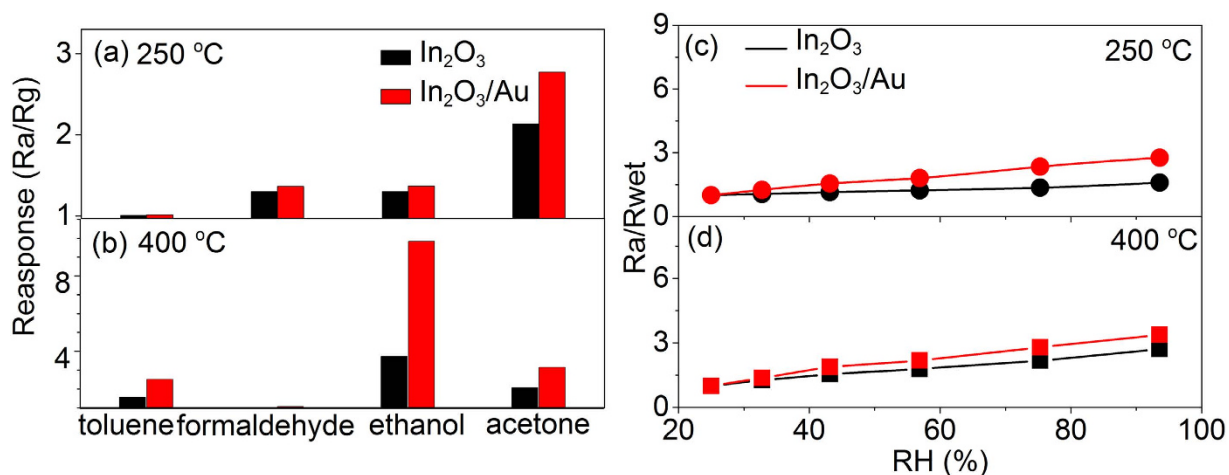 (a) 250 °C
In₂O₃
In₂O₃/Au
Reasponse (Ra/Rg)
3
2
1
(b) 400 °C
8
4
toluene formaldehyde ethanol acetone
(c)
In₂O₃
In₂O₃/Au
250 °C
Ra/Rwet
9
6
3
0
(d)
400 °C
6
3
0
20 40 60 80 100
RH (%)